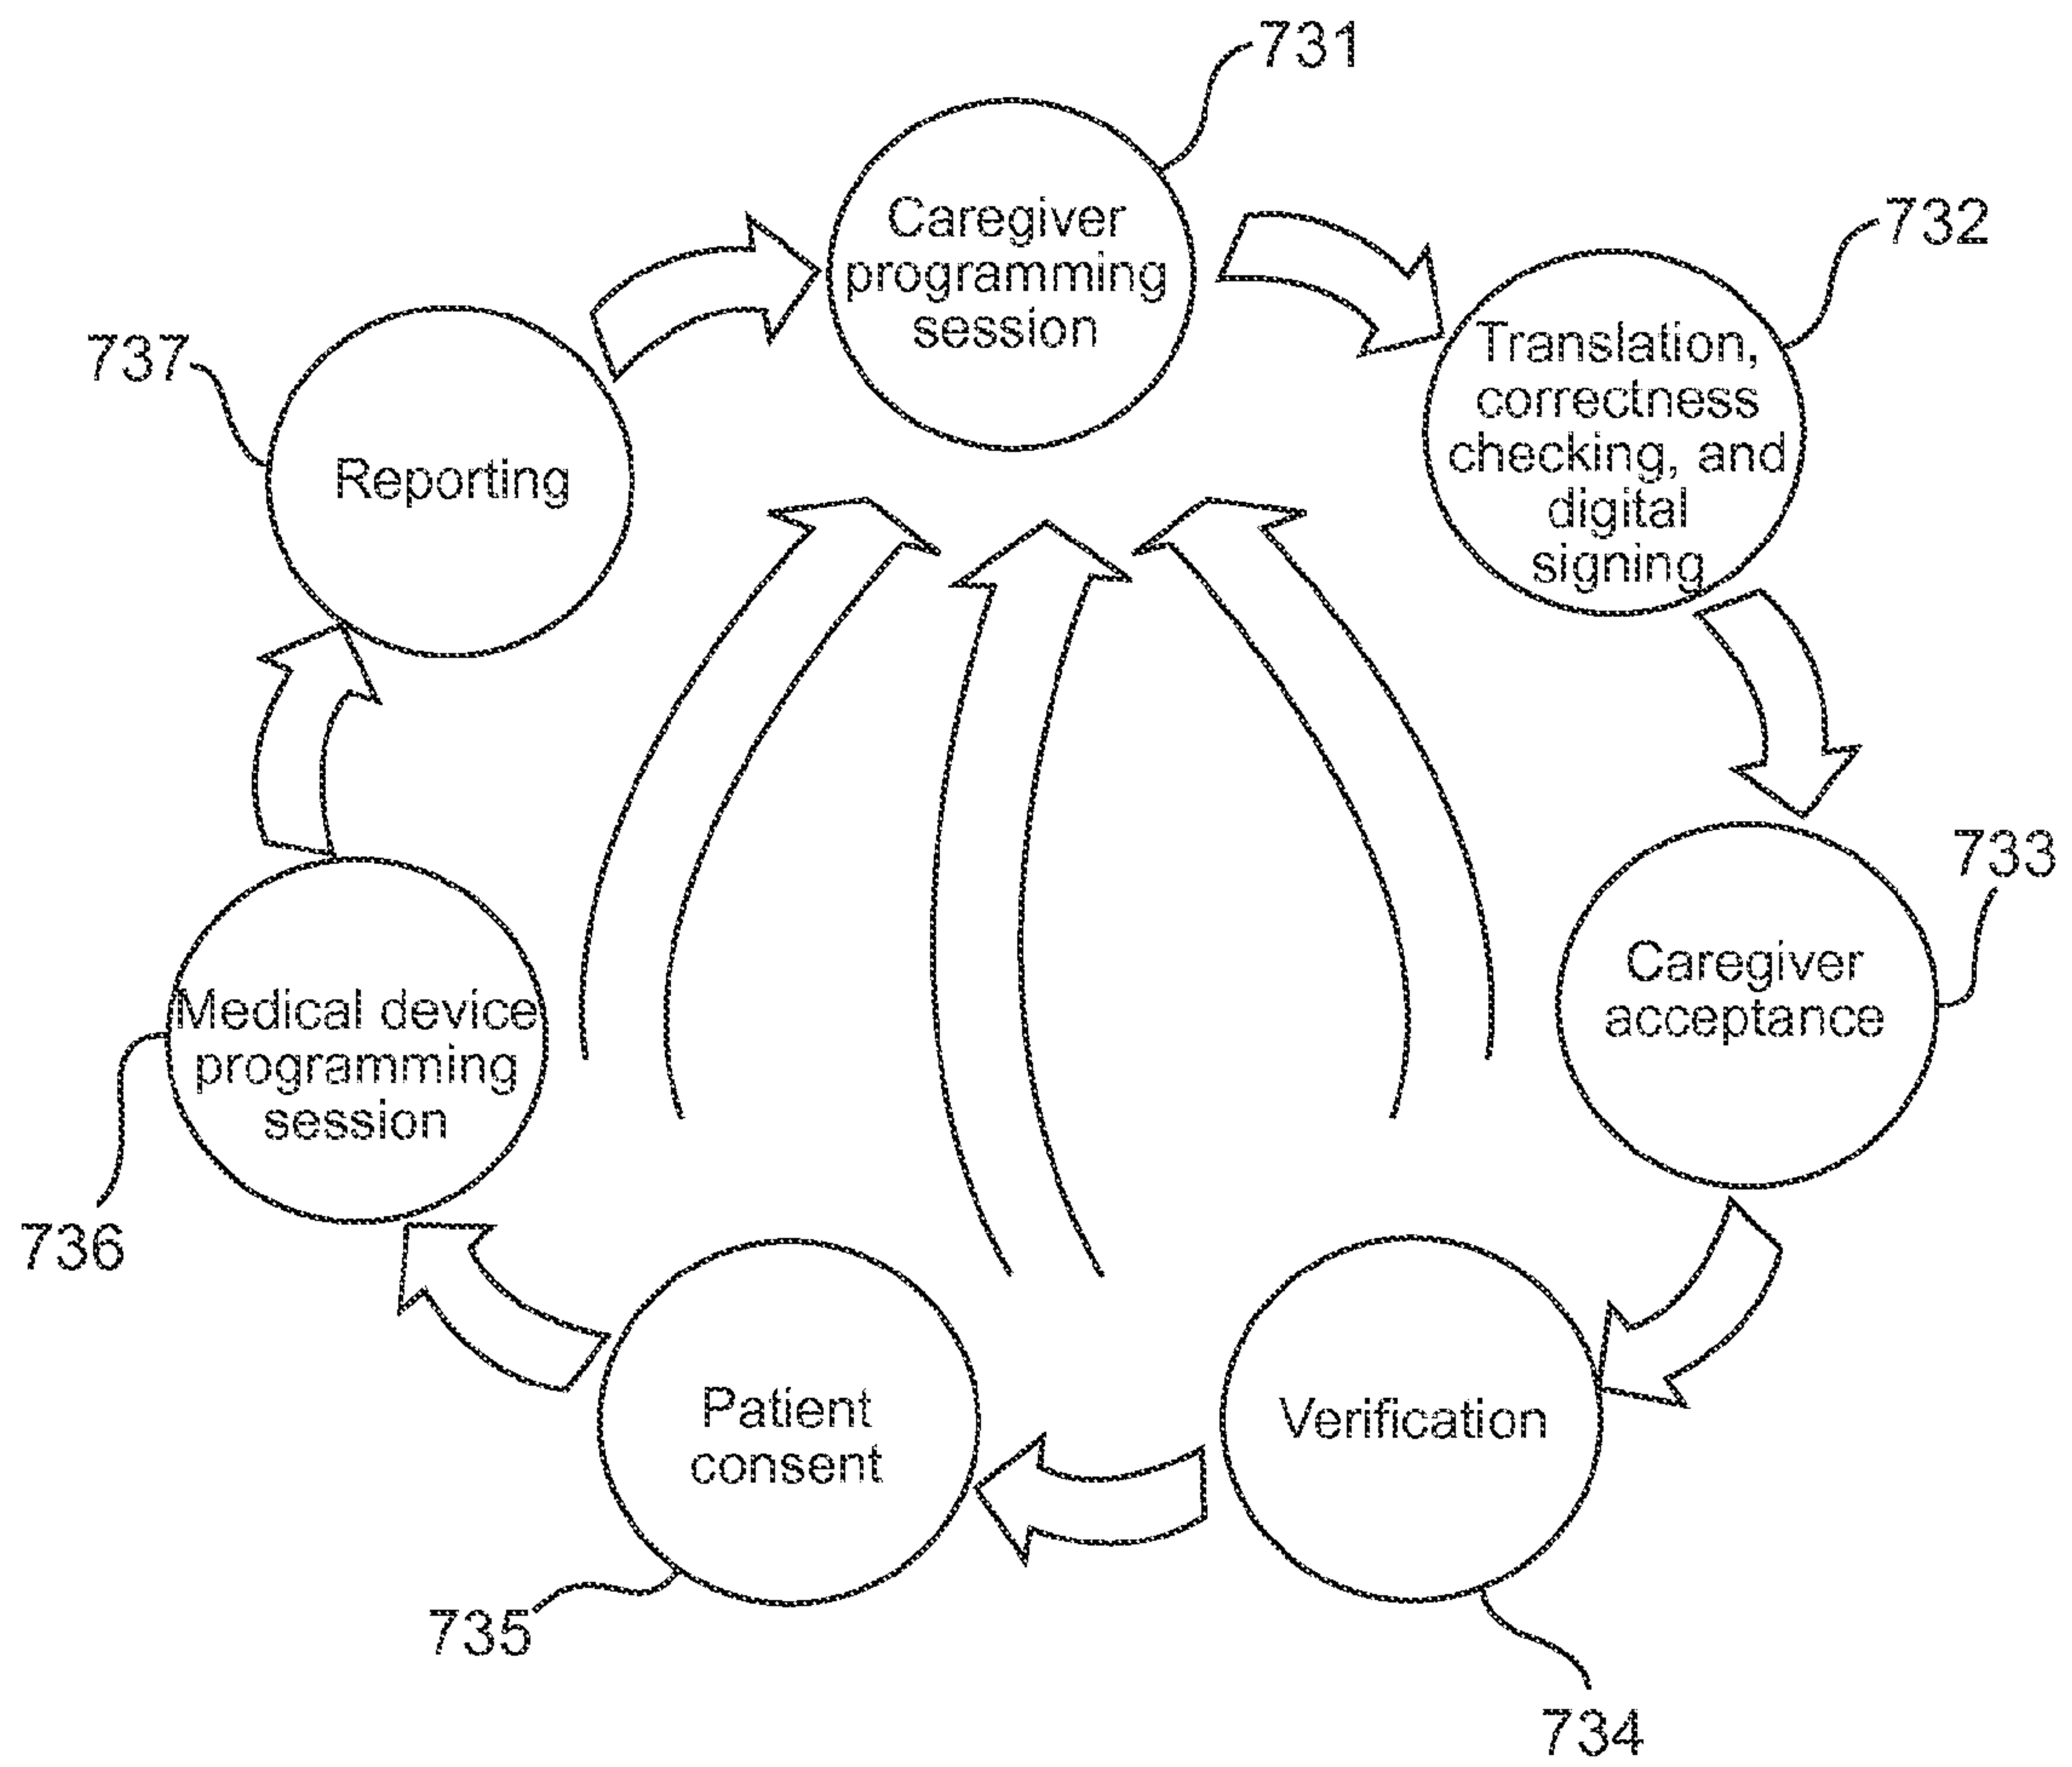 731
Caregiver
programming
session
732
Translation,
correctness
checking, and
digital
signing
737
Reporting
733
Caregiver
acceptance
Medical device
programming
session
736
Patient
consent
Verification
735
734